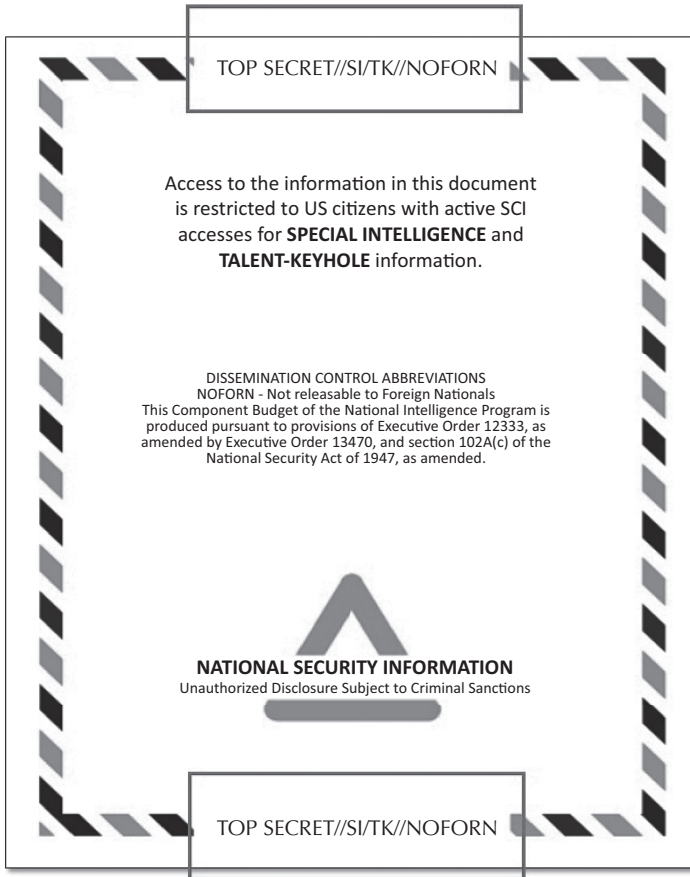 TOP SECRET//SI/TK//NOFORN
Access to the information in this document
is restricted to US citizens with active SCI
accesses for SPECIAL INTELLIGENCE and
TALENT-KEYHOLE information.
DISSEMINATION CONTROL ABBREVIATIONS
NOFORN - Not releasable to Foreign Nationals
This Component Budget of the National Intelligence Program is
produced pursuant to provisions of Executive Order 12333, as
amended by Executive Order 13470, and section 102A(c) of the
National Security Act of 1947, as amended.
NATIONAL SECURITY INFORMATION
Unauthorized Disclosure Subject to Criminal Sanctions
TOP SECRET//SI/TK//NOFORN